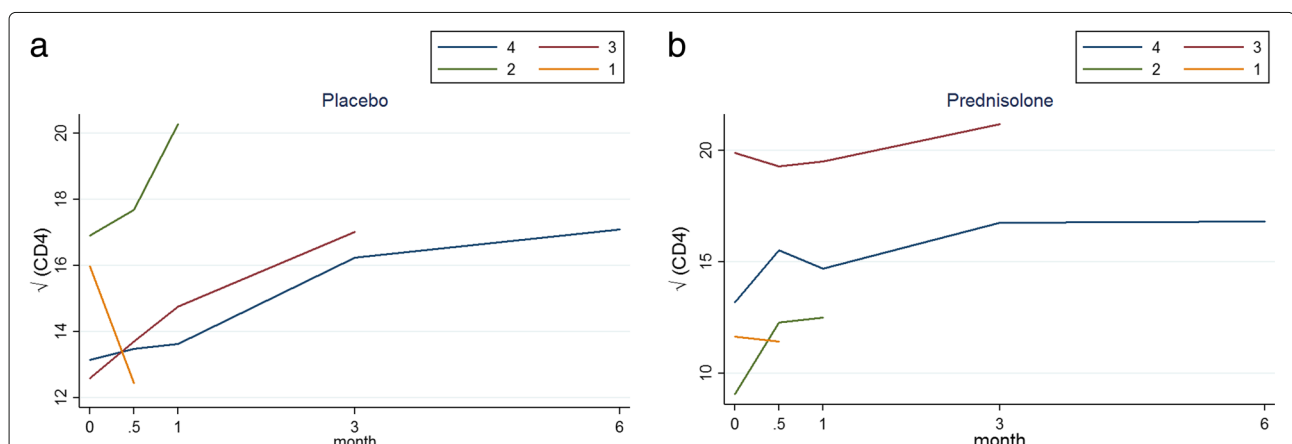 a
4 3
2 1
Placebo
√ (CD4)
20
18
16
14
12
0 .5 1 3 6
month
b
4 3
2 1
Prednisolone
√ (CD4)
20
15
10
0 .5 1 3 6
month